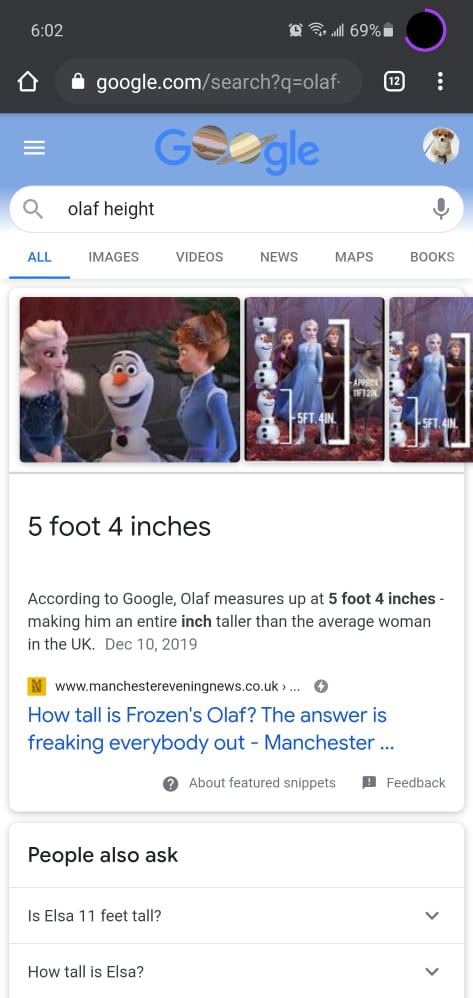 6:02
69%
google.com/search?q=olaf-
12
Google
olaf height
ALL IMAGES VIDEOS NEWS MAPS BOOKS
-5FT.4IN.
-APPROX
11FT2IN.
-5FT.4IN.
5 foot 4 inches
According to Google, Olaf measures up at 5 foot 4 inches -
making him an entire inch taller than the average woman
in the UK. Dec 10, 2019
M www.manchestereveningnews.co.uk › ...
How tall is Frozen's Olaf? The answer is
freaking everybody out - Manchester ...
About featured snippets Feedback
People also ask
Is Elsa 11 feet tall?
How tall is Elsa?